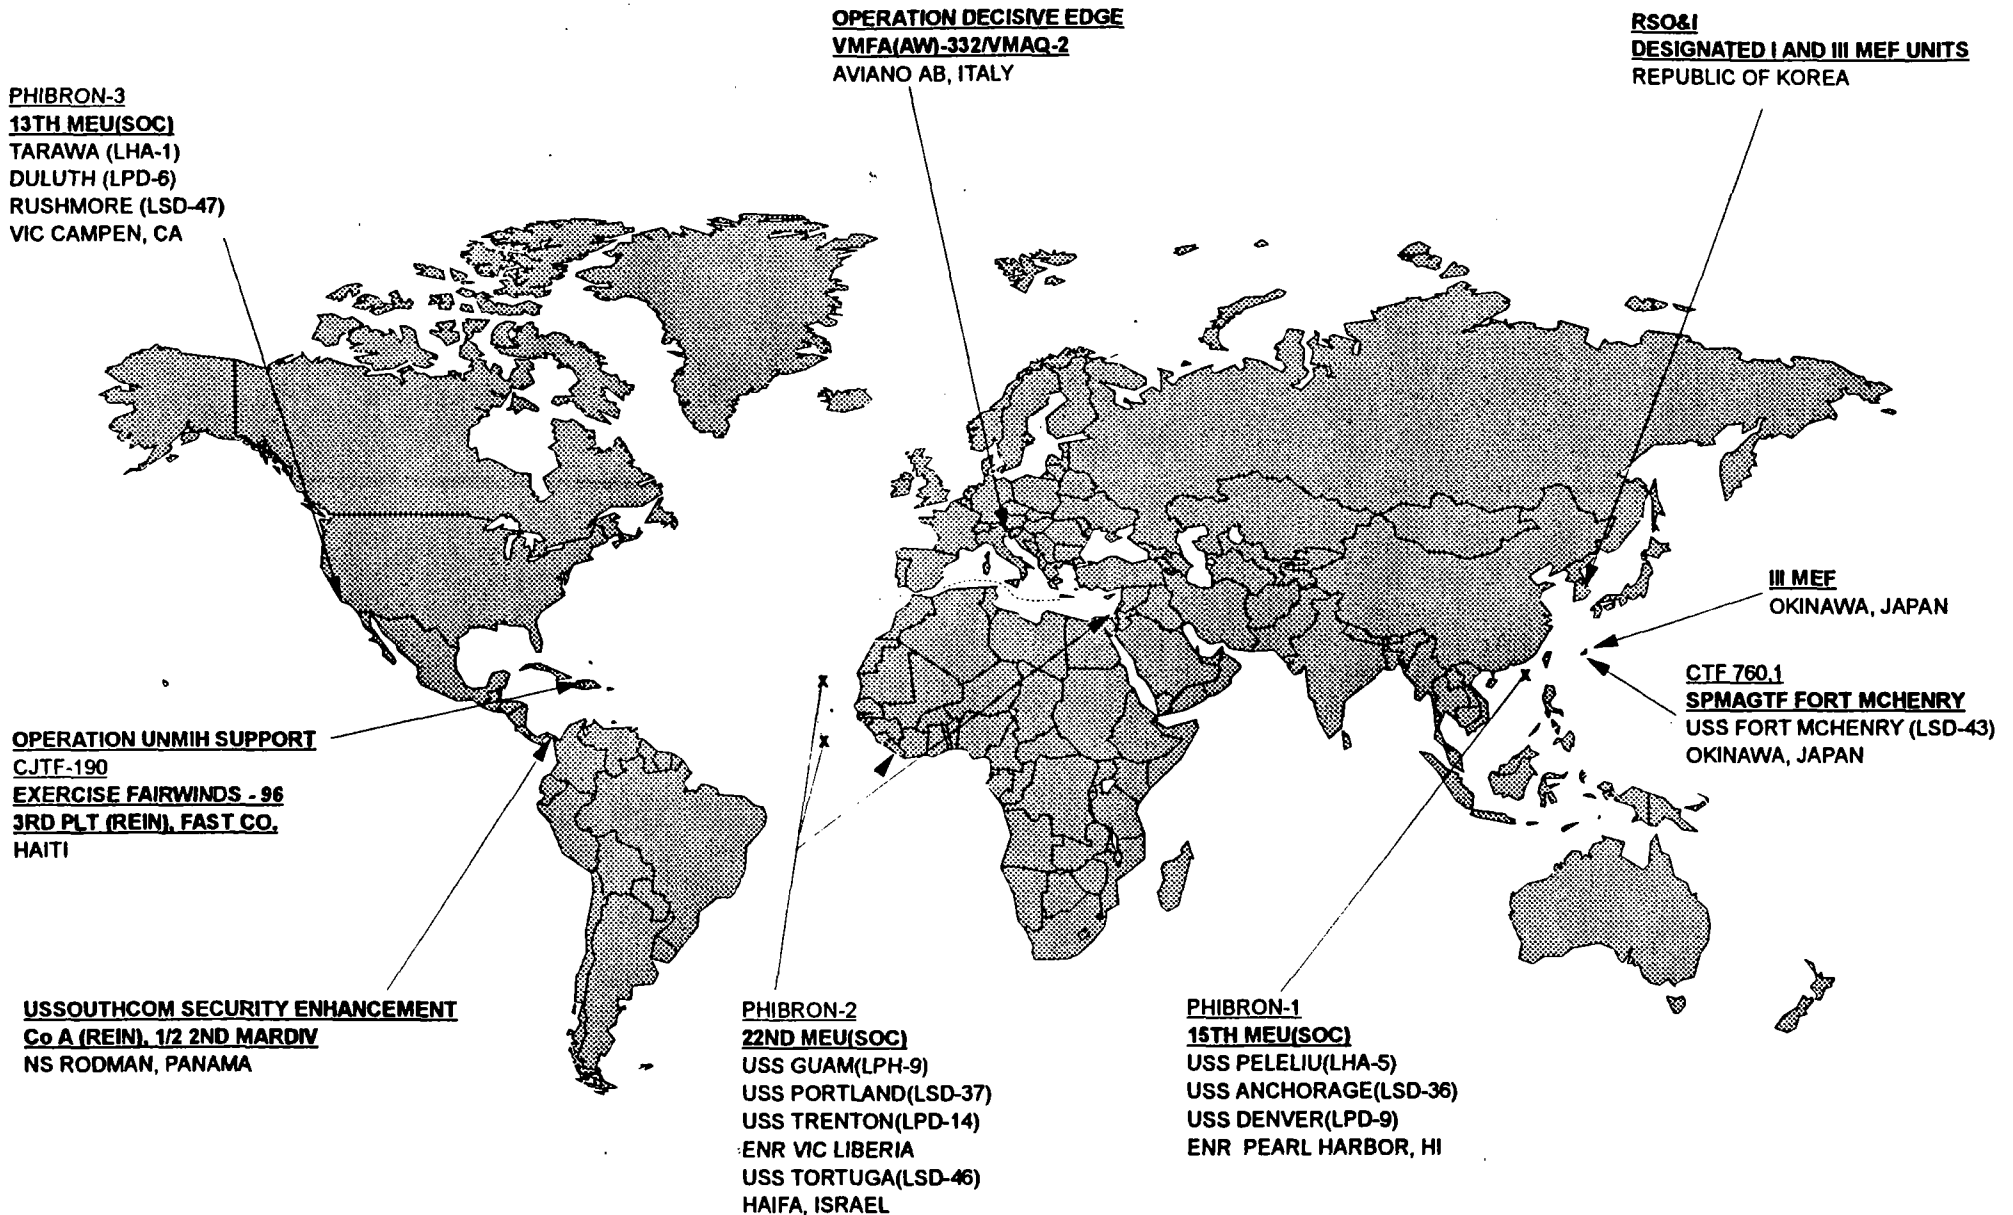 OPERATION DECISIVE EDGE
VMFA(AW)-332/VMAQ-2
AVIANO AB, ITALY
RSO&I
DESIGNATED I AND III MEF UNITS
REPUBLIC OF KOREA
PHIBRON-3
13TH MEU(SOC)
TARAWA (LHA-1)
DULUTH (LPD-6)
RUSHMORE (LSD-47)
VIC CAMPEN, CA
III MEF
OKINAWA, JAPAN
CTF 760.1
SPMAGTF FORT MCHENRY
USS FORT MCHENRY (LSD-43)
OKINAWA, JAPAN
OPERATION UNMIH SUPPORT
CJTF-190
EXERCISE FAIRWINDS - 96
3RD PLT (REIN), FAST CO.
HAITI
USSOUTHCOM SECURITY ENHANCEMENT
Co A (REIN), 1/2 2ND MARDIV
NS RODMAN, PANAMA
PHIBRON-2
22ND MEU(SOC)
USS GUAM(LPH-9)
USS PORTLAND(LSD-37)
USS TRENTON(LPD-14)
ENR VIC LIBERIA
USS TORTUGA(LSD-46)
HAIFA, ISRAEL
PHIBRON-1
15TH MEU(SOC)
USS PELELIU(LHA-5)
USS ANCHORAGE(LSD-36)
USS DENVER(LPD-9)
ENR PEARL HARBOR, HI
x
x
x